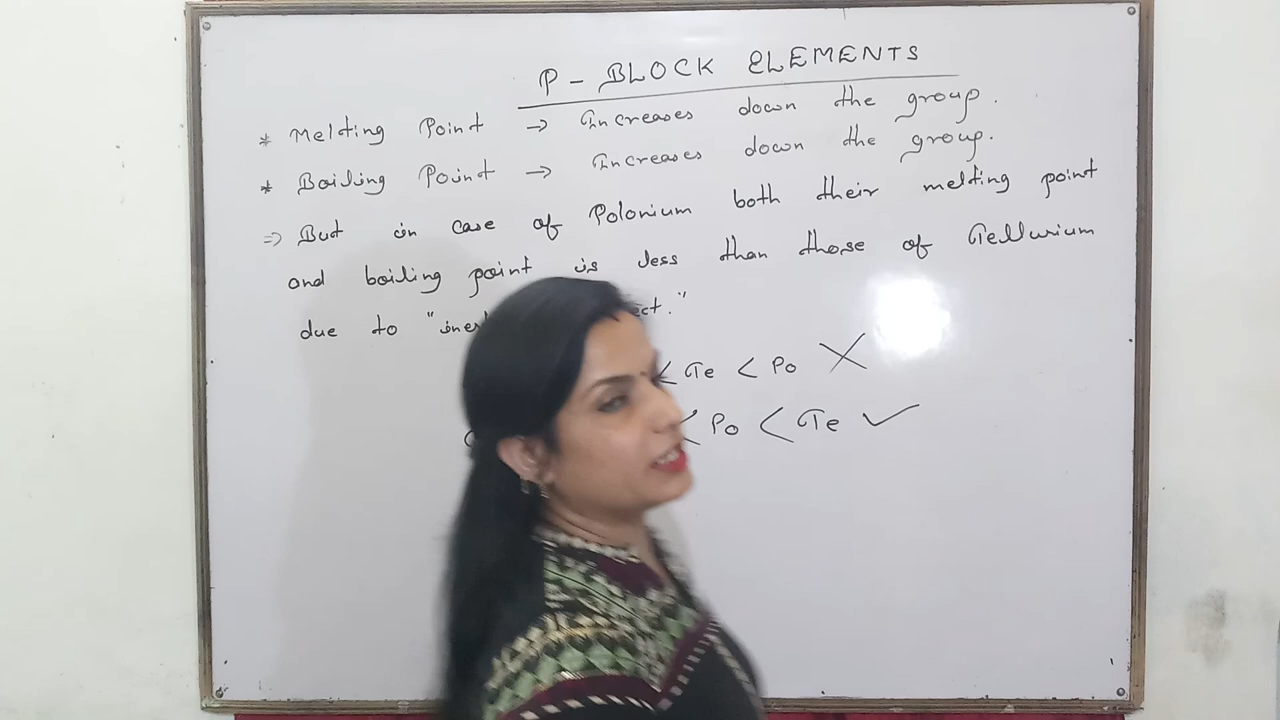 P - BLOCK ELEMENTS
* Melting Point → Increases down the group.
* Boiling Point → Increases down the group.
⇒ But in case of Polonium both their melting point
and boiling point is less than those of Tellurium
due to
< Te < Po ✗
< Po < Te ✓